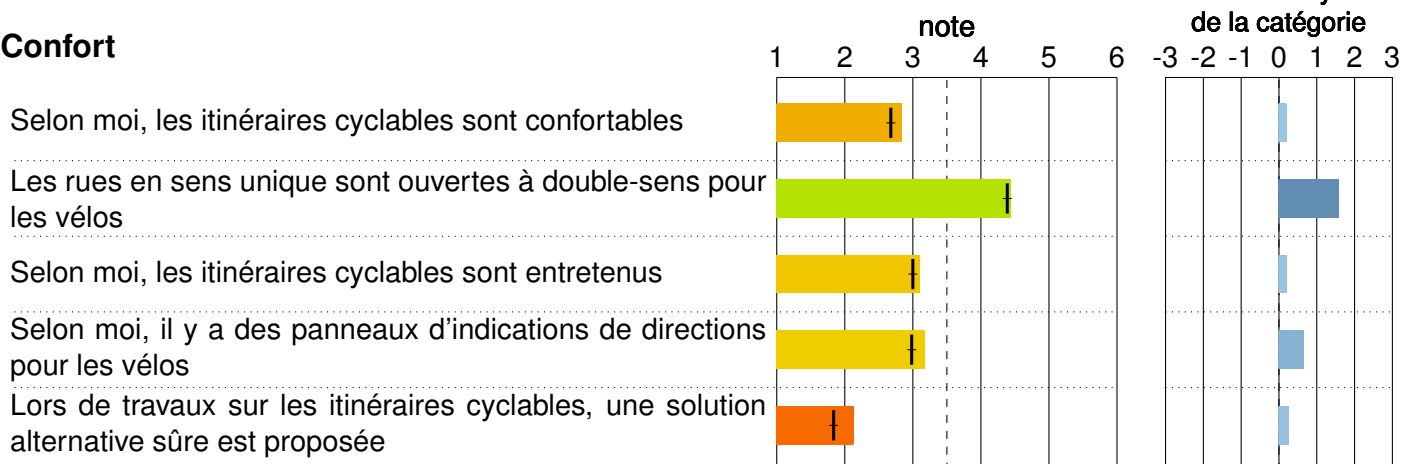 note
de la catégorie
Confort
1 2 3 4 5 6 -3 -2 -1 0 1 2 3
Selon moi, les itinéraires cyclables sont confortables
Les rues en sens unique sont ouvertes à double-sens pour
les vélos
Selon moi, les itinéraires cyclables sont entretenus
Selon moi, il y a des panneaux d'indications de directions
pour les vélos
Lors de travaux sur les itinéraires cyclables, une solution
alternative sûre est proposée